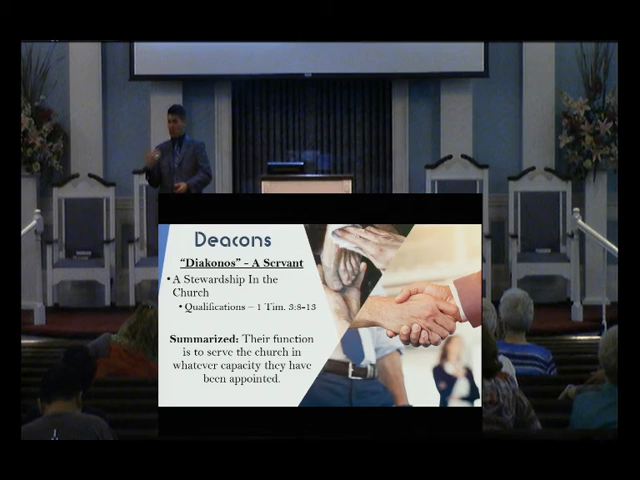 Deacons
"Diakonos" - A Servant
• A Stewardship In the
Church
• Qualifications – 1 Tim. 3:8-13
Summarized: Their function
is to serve the church in
whatever capacity they have
been appointed.